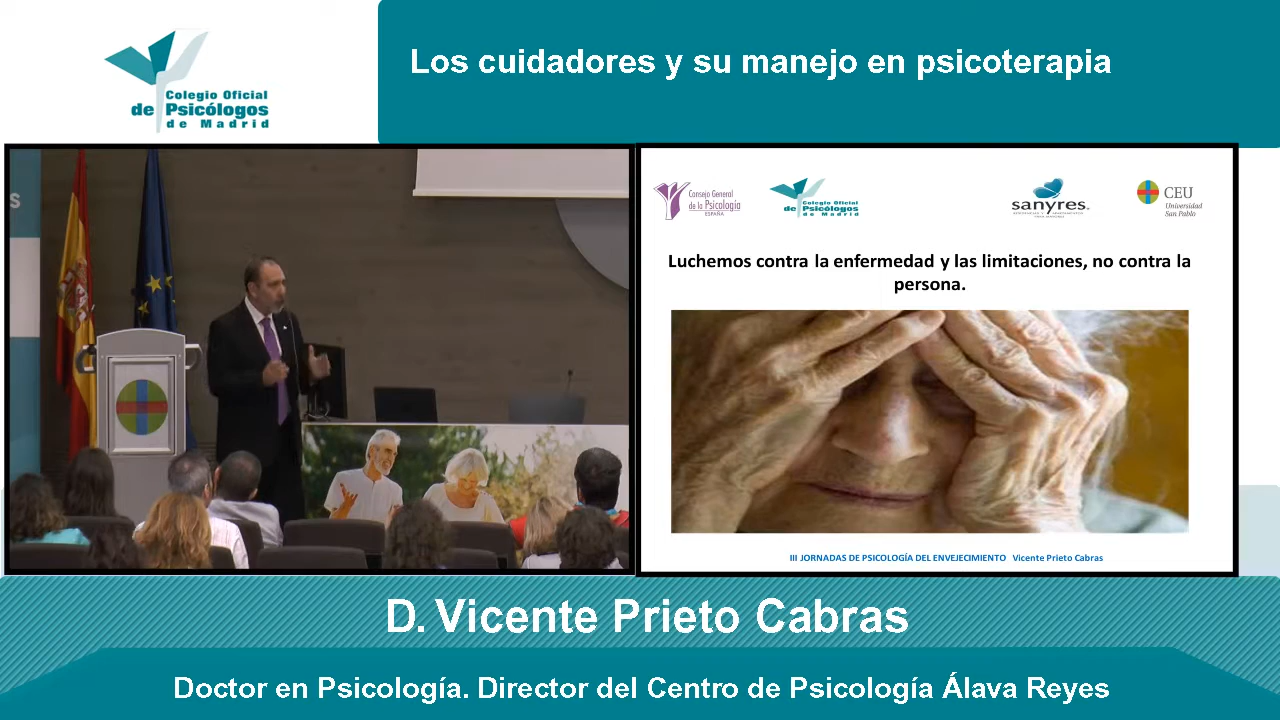 Colegio Oficial
de Psicólogos
de Madrid
Los cuidadores y su manejo en psicoterapia
s
Consejo General
de la Psicología
ESPAÑA
Colegio Oficial
de Psicólogos
de Madrid
sanyres.
CEU
Universidad
San Pablo
Luchemos contra la enfermedad y las limitaciones, no contra la
persona.
III JORNADAS DE PSICOLOGÍA DEL ENVEJECIMIENTO Vicente Prieto Cabras
D. Vicente Prieto Cabras
Doctor en Psicología. Director del Centro de Psicología Álava Reyes